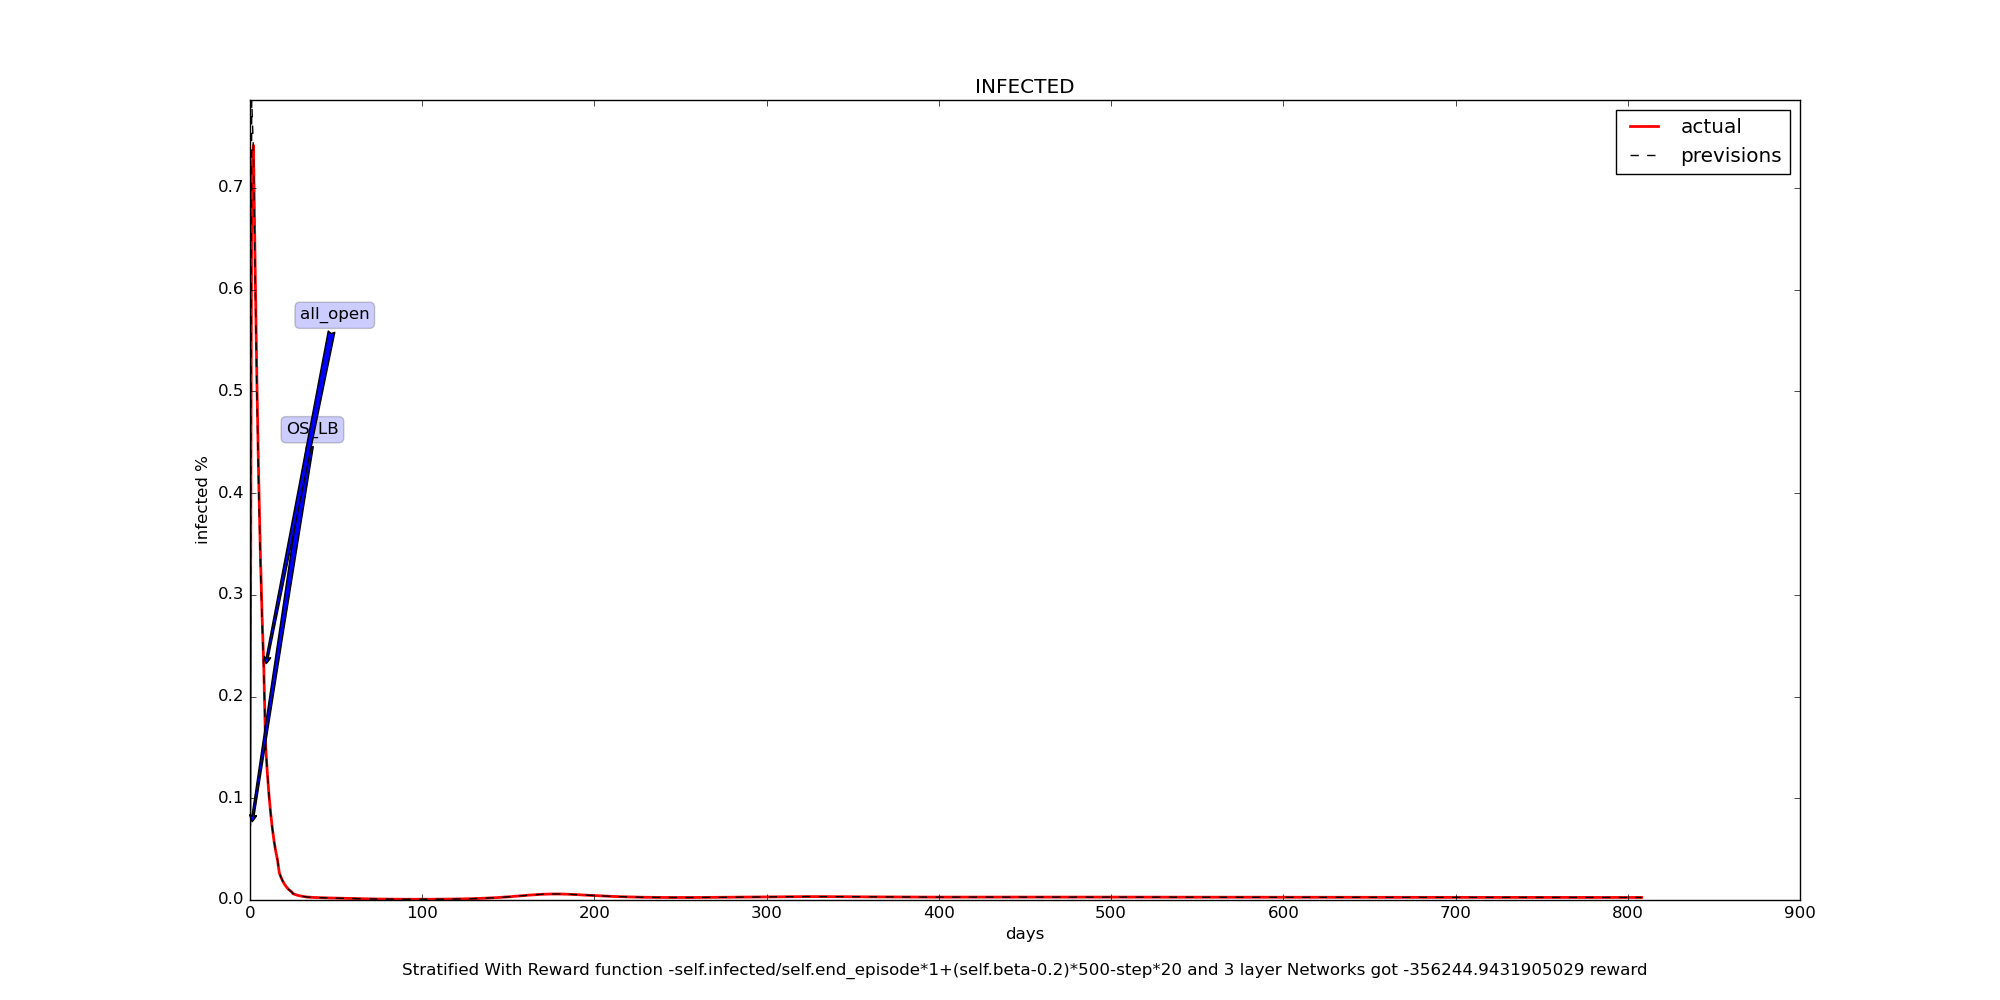 INFECTED
actual
previsions
0.7
0.6
0.5
0.4
0.3
0.2
0.1
0.0
infected %
all_open
OS_LB
0 100 200 300 400 500 600 700 800 900
days
Stratified With Reward function -self.infected/self.end_episode*1+(self.beta-0.2)*500-step*20 and 3 layer Networks got -356244.9431905029 reward